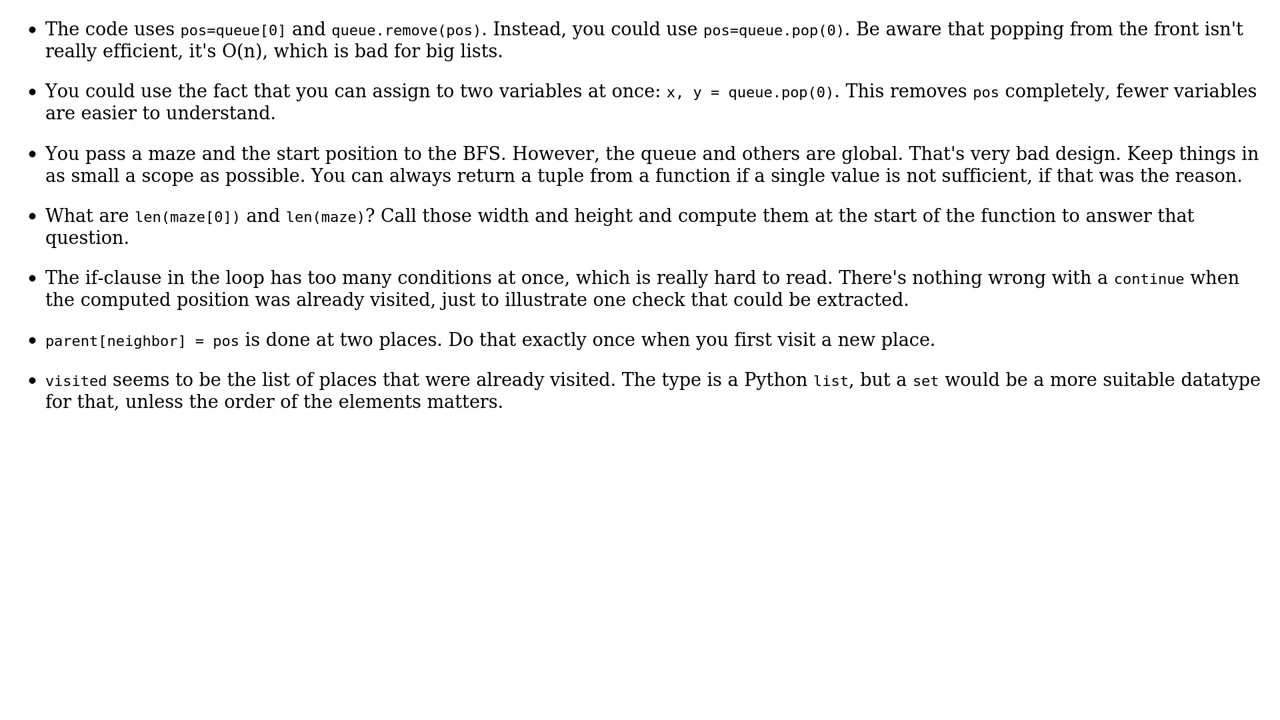 • The code uses pos=queue[0] and queue.remove(pos). Instead, you could use pos=queue.pop(0). Be aware that popping from the front isn't
really efficient, it's O(n), which is bad for big lists.
• You could use the fact that you can assign to two variables at once: x, y = queue.pop(0). This removes pos completely, fewer variables
are easier to understand.
• You pass a maze and the start position to the BFS. However, the queue and others are global. That's very bad design. Keep things in
as small a scope as possible. You can always return a tuple from a function if a single value is not sufficient, if that was the reason.
• What are len(maze[0]) and len(maze)? Call those width and height and compute them at the start of the function to answer that
question.
• The if-clause in the loop has too many conditions at once, which is really hard to read. There's nothing wrong with a continue when
the computed position was already visited, just to illustrate one check that could be extracted.
• parent[neighbor] = pos is done at two places. Do that exactly once when you first visit a new place.
• visited seems to be the list of places that were already visited. The type is a Python list, but a set would be a more suitable datatype
for that, unless the order of the elements matters.